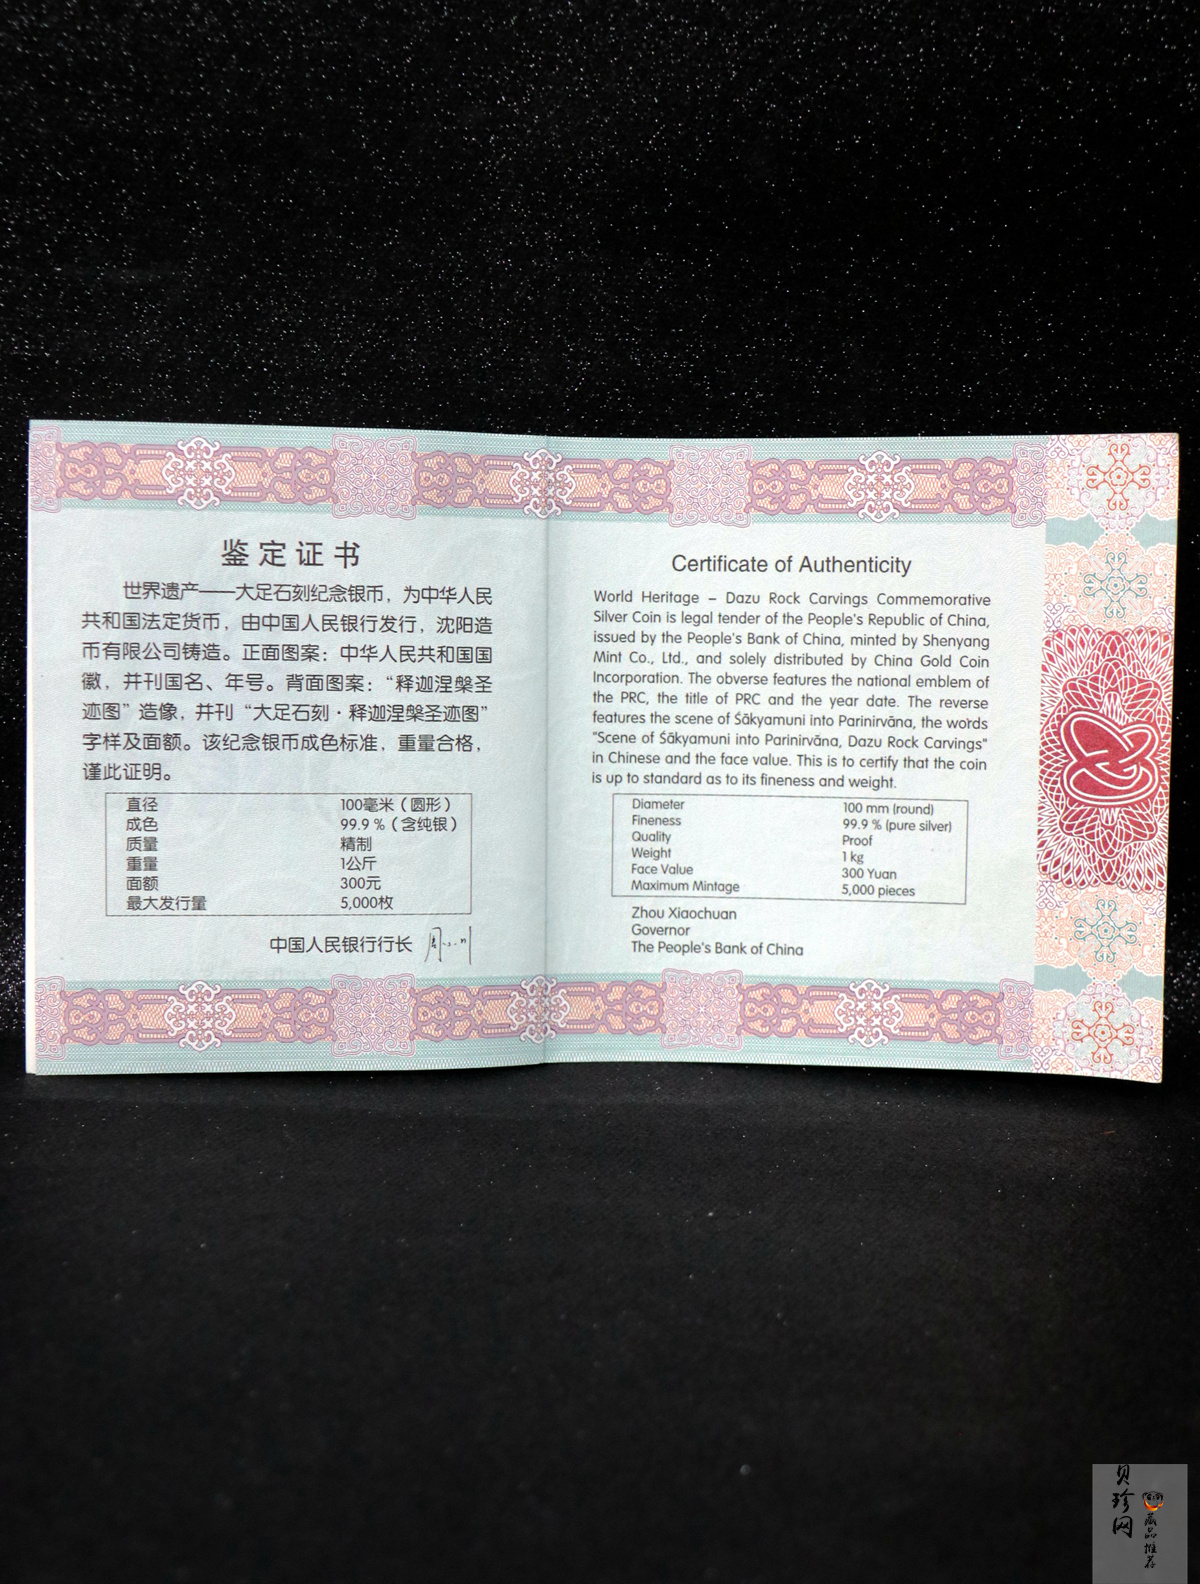 鉴定证书
世界遗产——大足石刻纪念银币，为中华人民
共和国法定货币，由中国人民银行发行，沈阳造
币有限公司铸造。正面图案：中华人民共和国国
徽，并刊国名、年号。背面图案：“释迦涅槃圣
迹图”造像，并刊“大足石刻·释迦涅槃圣迹图”
字样及面额。该纪念银币成色标准，重量合格，
谨此证明。
直径 100毫米（圆形）
成色 99.9％（含纯银）
质量 精制
重量 1公斤
面额 300元
最大发行量 5,000枚
中国人民银行行长
Certificate of Authenticity
World Heritage – Dazu Rock Carvings Commemorative
Silver Coin is legal tender of the People's Republic of China,
issued by the People's Bank of China, minted by Shenyang
Mint Co., Ltd., and solely distributed by China Gold Coin
Incorporation. The obverse features the national emblem of
the PRC, the title of PRC and the year date. The reverse
features the scene of Śākyamuni into Parinirvāna, the words
"Scene of Śākyamuni into Parinirvāna, Dazu Rock Carvings"
in Chinese and the face value. This is to certify that the coin
is up to standard as to its fineness and weight.
Diameter 100 mm (round)
Fineness 99.9 % (pure silver)
Quality Proof
Weight 1 kg
Face Value 300 Yuan
Maximum Mintage 5,000 pieces
Zhou Xiaochuan
Governor
The People's Bank of China
贝珍网
藏品推荐